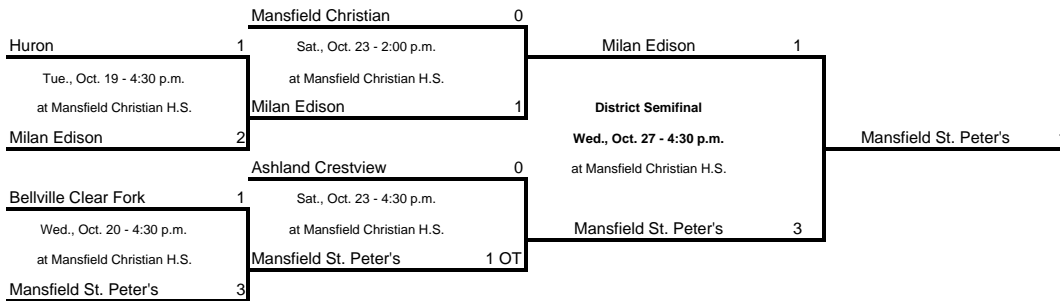 Mansfield Christian 0
Huron 1
Sat., Oct. 23 - 2:00 p.m.
Milan Edison 1
Tue., Oct. 19 - 4:30 p.m.
at Mansfield Christian H.S.
at Mansfield Christian H.S.
Milan Edison 1
District Semifinal
Milan Edison 2
Wed., Oct. 27 - 4:30 p.m.
Mansfield St. Peter's
Ashland Crestview 0
at Mansfield Christian H.S.
Bellville Clear Fork 1
Sat., Oct. 23 - 4:30 p.m.
Wed., Oct. 20 - 4:30 p.m.
at Mansfield Christian H.S.
Mansfield St. Peter's 3
at Mansfield Christian H.S.
Mansfield St. Peter's 1 OT
Mansfield St. Peter's 3